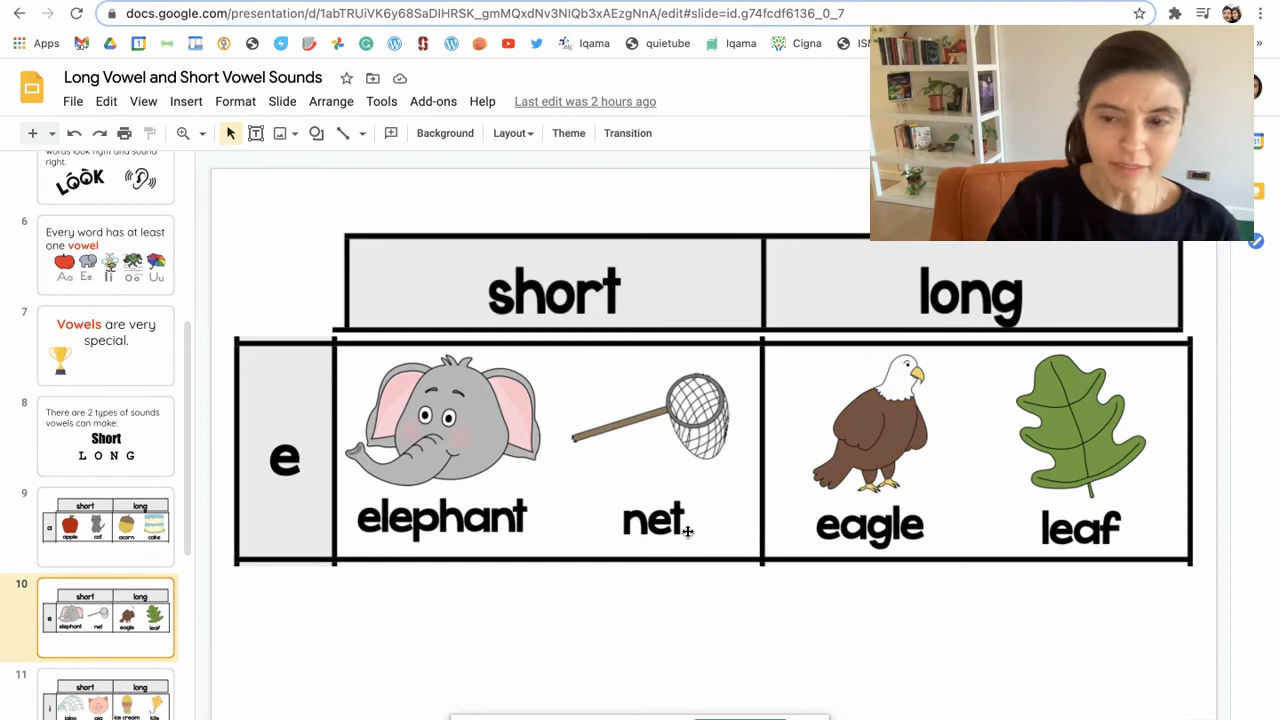 docs.google.com/presentation/d/1abTRUiVK6y68SaDIHRSK_gmMQxdNv3NIQb3xAEzgNnA/edit#slide=id.g74fcdf6136_0_7
Apps
Iqama
quietube
Iqama
Cigna
Long Vowel and Short Vowel Sounds
File Edit View Insert Format Slide Arrange Tools Add-ons Help Last edit was 2 hours ago
Background Layout Theme Transition
words look right and sound
right.
LOOK
6
Every word has at least
one vowel
Aa Ee Ii Oo Uu
7
Vowels are very
special.
8
There are 2 types of sounds
vowels can make:
Short
L O N G
9
short long
a
apple cat acorn cake
10
short long
e
elephant net eagle leaf
11
short long
i
igloo pig ice cream kite
short long
e
elephant net eagle leaf